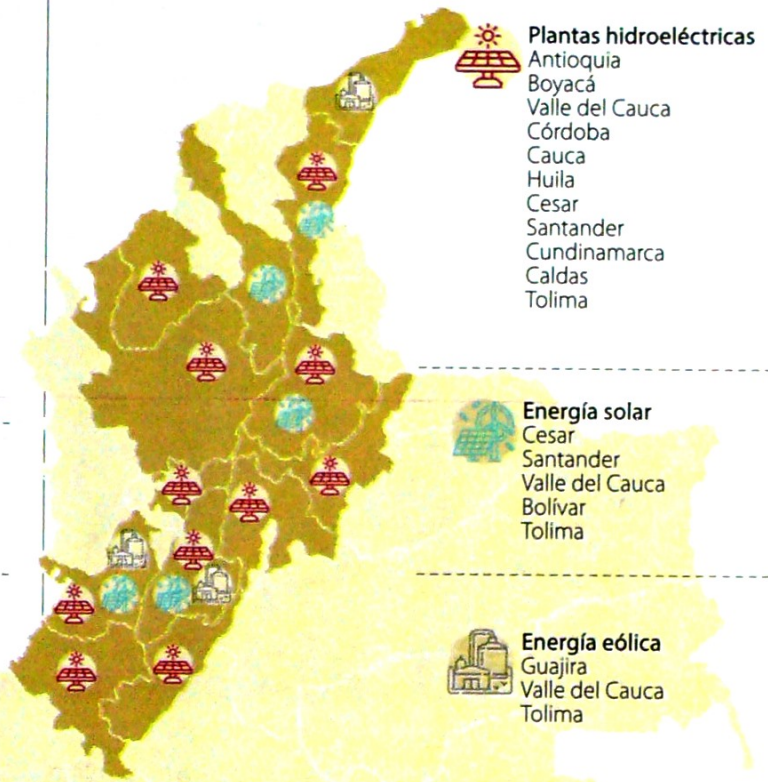 Plantas hidroeléctricas
Antioquia
Boyacá
Valle del Cauca
Córdoba
Cauca
Huila
Cesar
Santander
Cundinamarca
Caldas
Tolima
Energía solar
Cesar
Santander
Valle del Cauca
Bolívar
Tolima
Energía eólica
Guajira
Valle del Cauca
Tolima